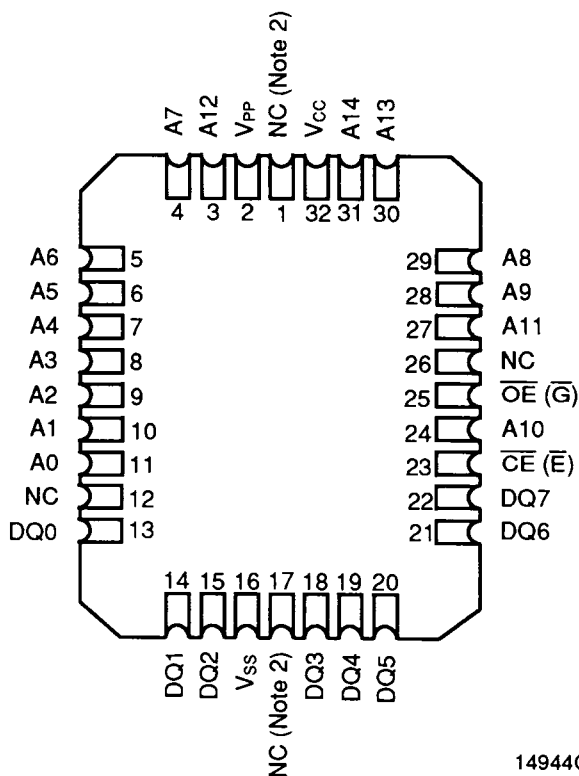 A7 A12 VPP NC (Note 2) VCC A14 A13
4 3 2 1 32 31 30
A6 5 29 A8
A5 6 28 A9
A4 7 27 A11
A3 8 26 NC
A2 9 25 O̅E̅ (G̅)
A1 10 24 A10
A0 11 23 C̅E̅ (E̅)
NC 12 22 DQ7
DQ0 13 21 DQ6
14 15 16 17 18 19 20
DQ1 DQ2 VSS NC (Note 2) DQ3 DQ4 DQ5